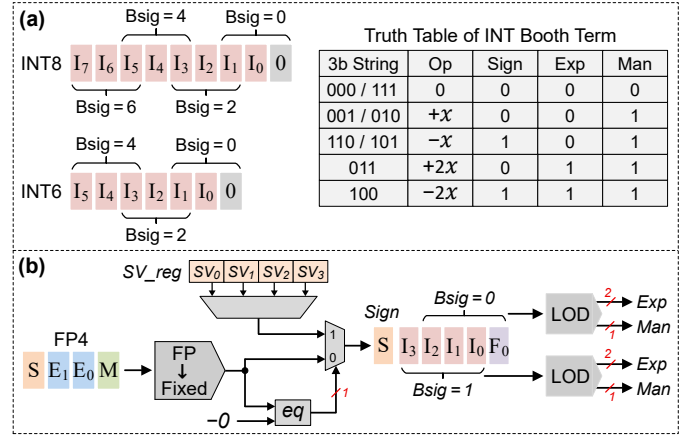 (a)
Bsig = 4
Bsig = 0
INT8
I7 I6 I5 I4 I3 I2 I1 I0 0
Bsig = 6
Bsig = 2
Bsig = 4
Bsig = 0
INT6
I5 I4 I3 I2 I1 I0 0
Bsig = 2
Truth Table of INT Booth Term
3b String Op Sign Exp Man
000 / 111 0 0 0 0
001 / 010 +x 0 0 1
110 / 101 −x 1 0 1
011 +2x 0 1 1
100 −2x 1 1 1
(b)
SV_reg SV0 SV1 SV2 SV3
FP4
S E1 E0 M
FP
↓
Fixed
−0
eq
1
1
0
Sign
Bsig = 0
S I3 I2 I1 I0 F0
Bsig = 1
LOD
2
Exp
1
Man
LOD
2
Exp
1
Man